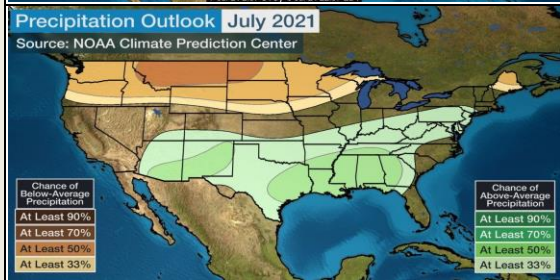 Precipitation Outlook July 2021
Source: NOAA Climate Prediction Center
Chance of
Below-Average
Precipitation
At Least 90%
At Least 70%
At Least 50%
At Least 33%
Chance of
Above-Average
Precipitation
At Least 90%
At Least 70%
At Least 50%
At Least 33%